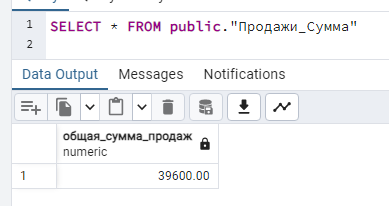 1 SELECT * FROM public."Продажи_Сумма"
2
Data Output Messages Notifications
общая_сумма_продаж
numeric
1 39600.00